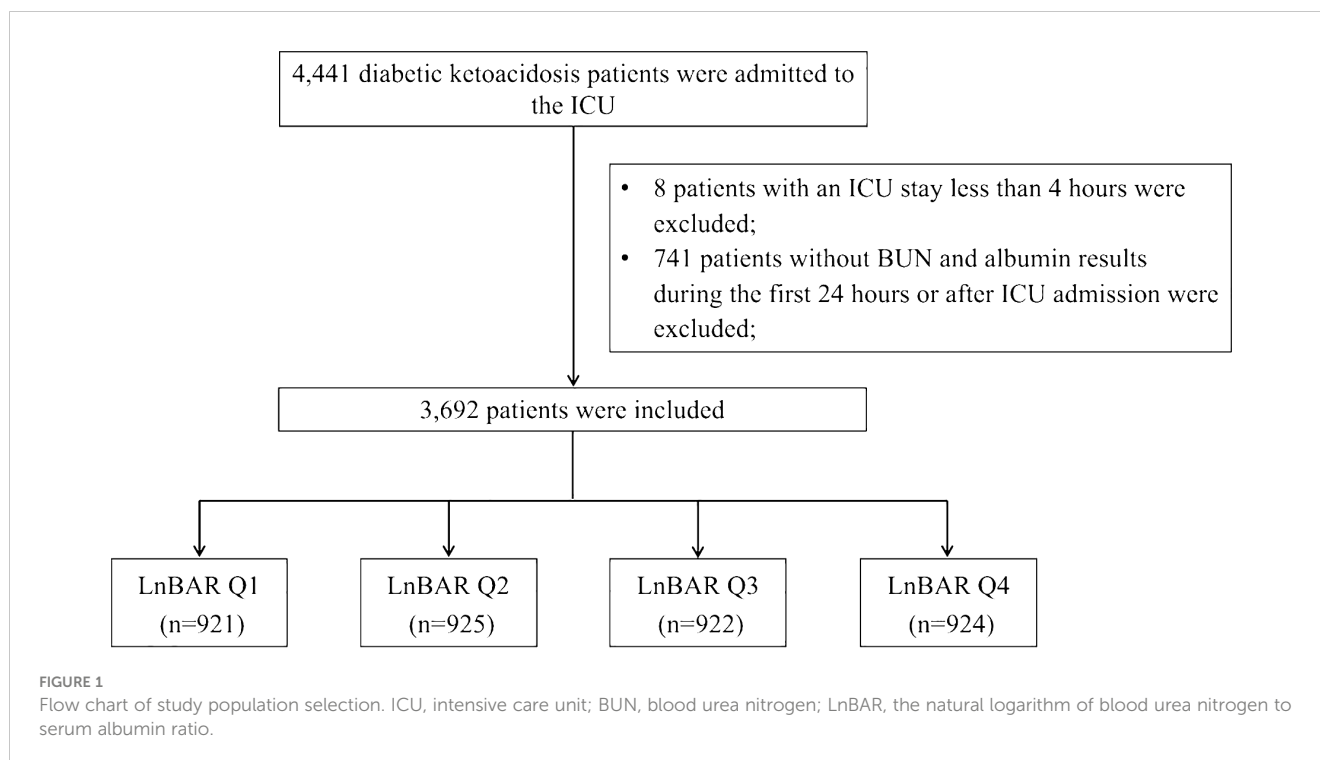 4,441 diabetic ketoacidosis patients were admitted to
the ICU
• 8 patients with an ICU stay less than 4 hours were
excluded;
• 741 patients without BUN and albumin results
during the first 24 hours or after ICU admission were
excluded;
3,692 patients were included
LnBAR Q1
(n=921)
LnBAR Q2
(n=925)
LnBAR Q3
(n=922)
LnBAR Q4
(n=924)
FIGURE 1
Flow chart of study population selection. ICU, intensive care unit; BUN, blood urea nitrogen; LnBAR, the natural logarithm of blood urea nitrogen to
serum albumin ratio.